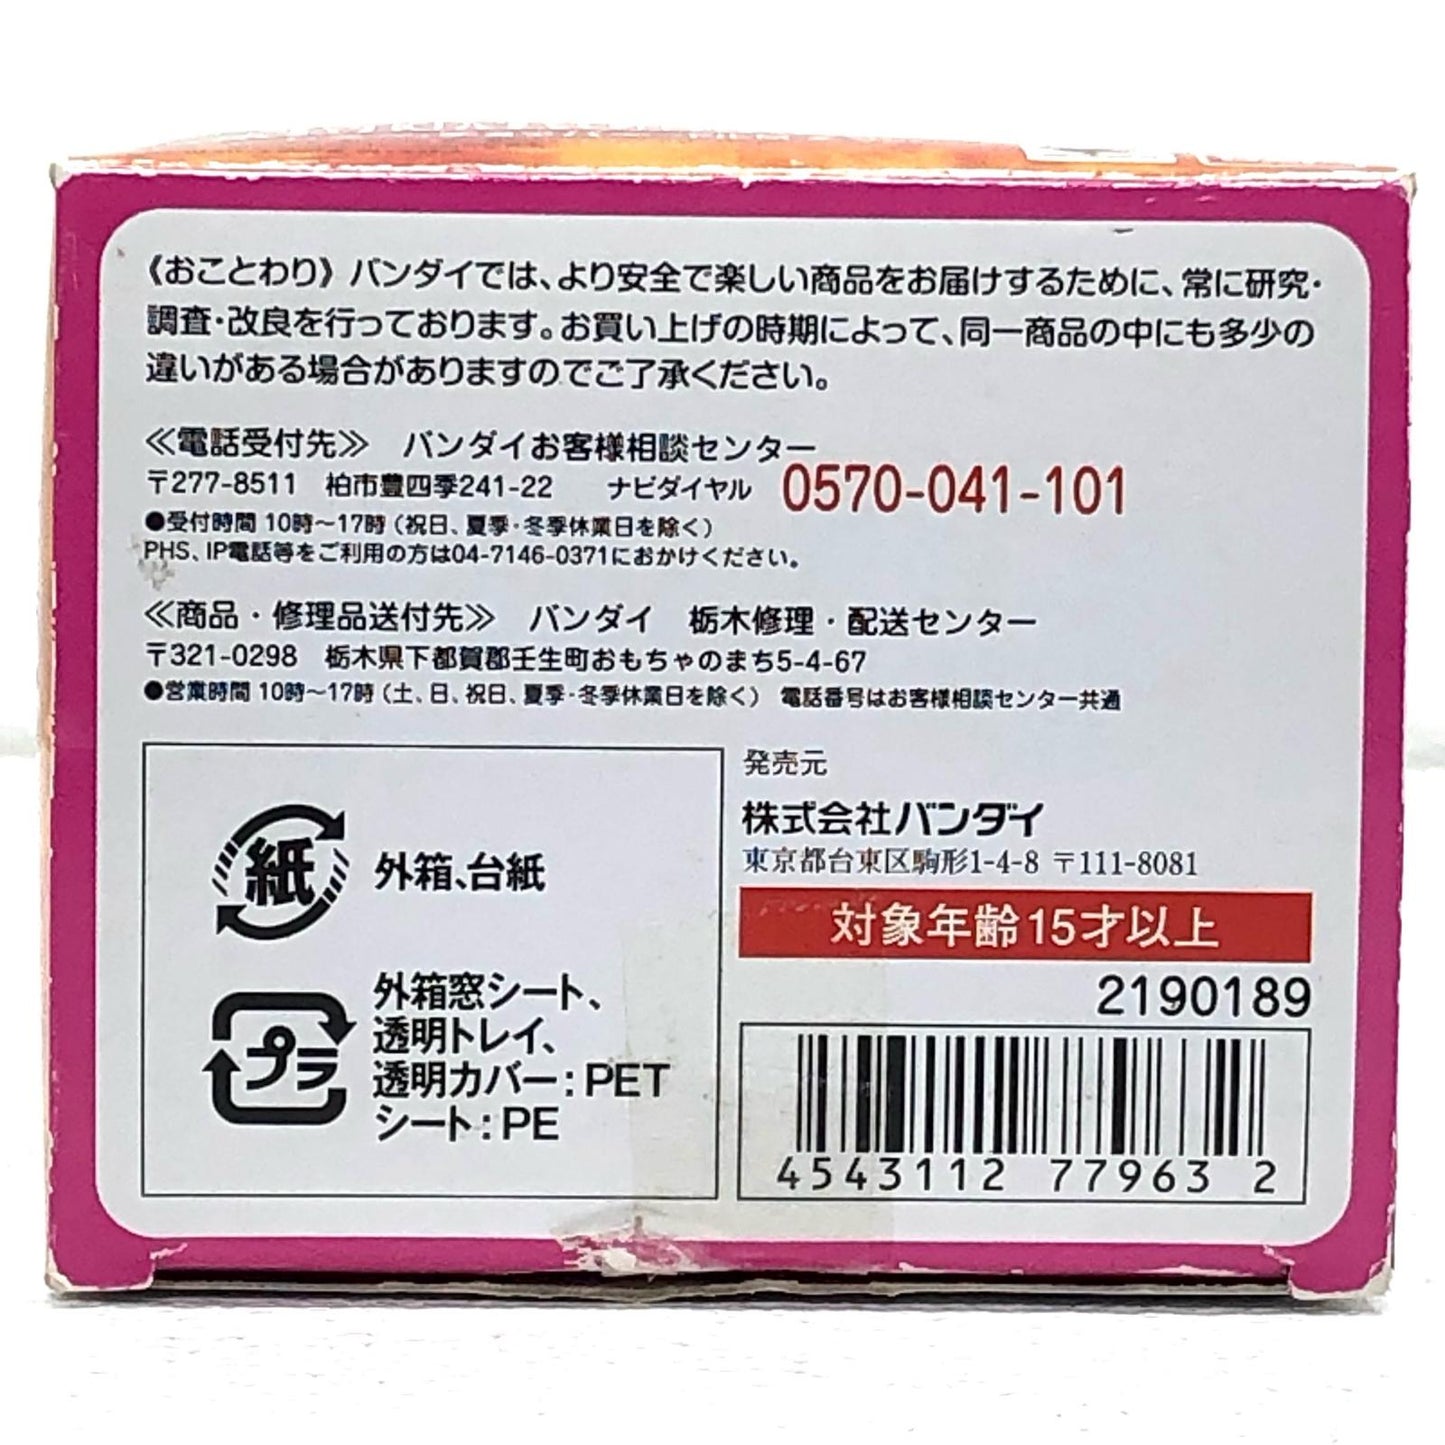 《おことわり》バンダイでは、より安全で楽しい商品をお届けするために、常に研究・
調査・改良を行っております。お買い上げの時期によって、同一商品の中にも多少の
違いがある場合がありますのでご了承ください。
≪電話受付先≫ バンダイお客様相談センター
〒277-8511 柏市豊四季241-22 ナビダイヤル 0570-041-101
●受付時間 10時〜17時（祝日、夏季・冬季休業日を除く）
PHS、IP電話等をご利用の方は04-7146-0371におかけください。
≪商品・修理品送付先≫ バンダイ 栃木修理・配送センター
〒321-0298 栃木県下都賀郡壬生町おもちゃのまち5-4-67
●営業時間 10時〜17時（土、日、祝日、夏季・冬季休業日を除く） 電話番号はお客様相談センター共通
紙 外箱、台紙
プラ
外箱窓シート、
透明トレイ、
透明カバー：PET
シート：PE
発売元
株式会社バンダイ
東京都台東区駒形1-4-8 〒111-8081
対象年齢15才以上
2190189
4543112 77963 2